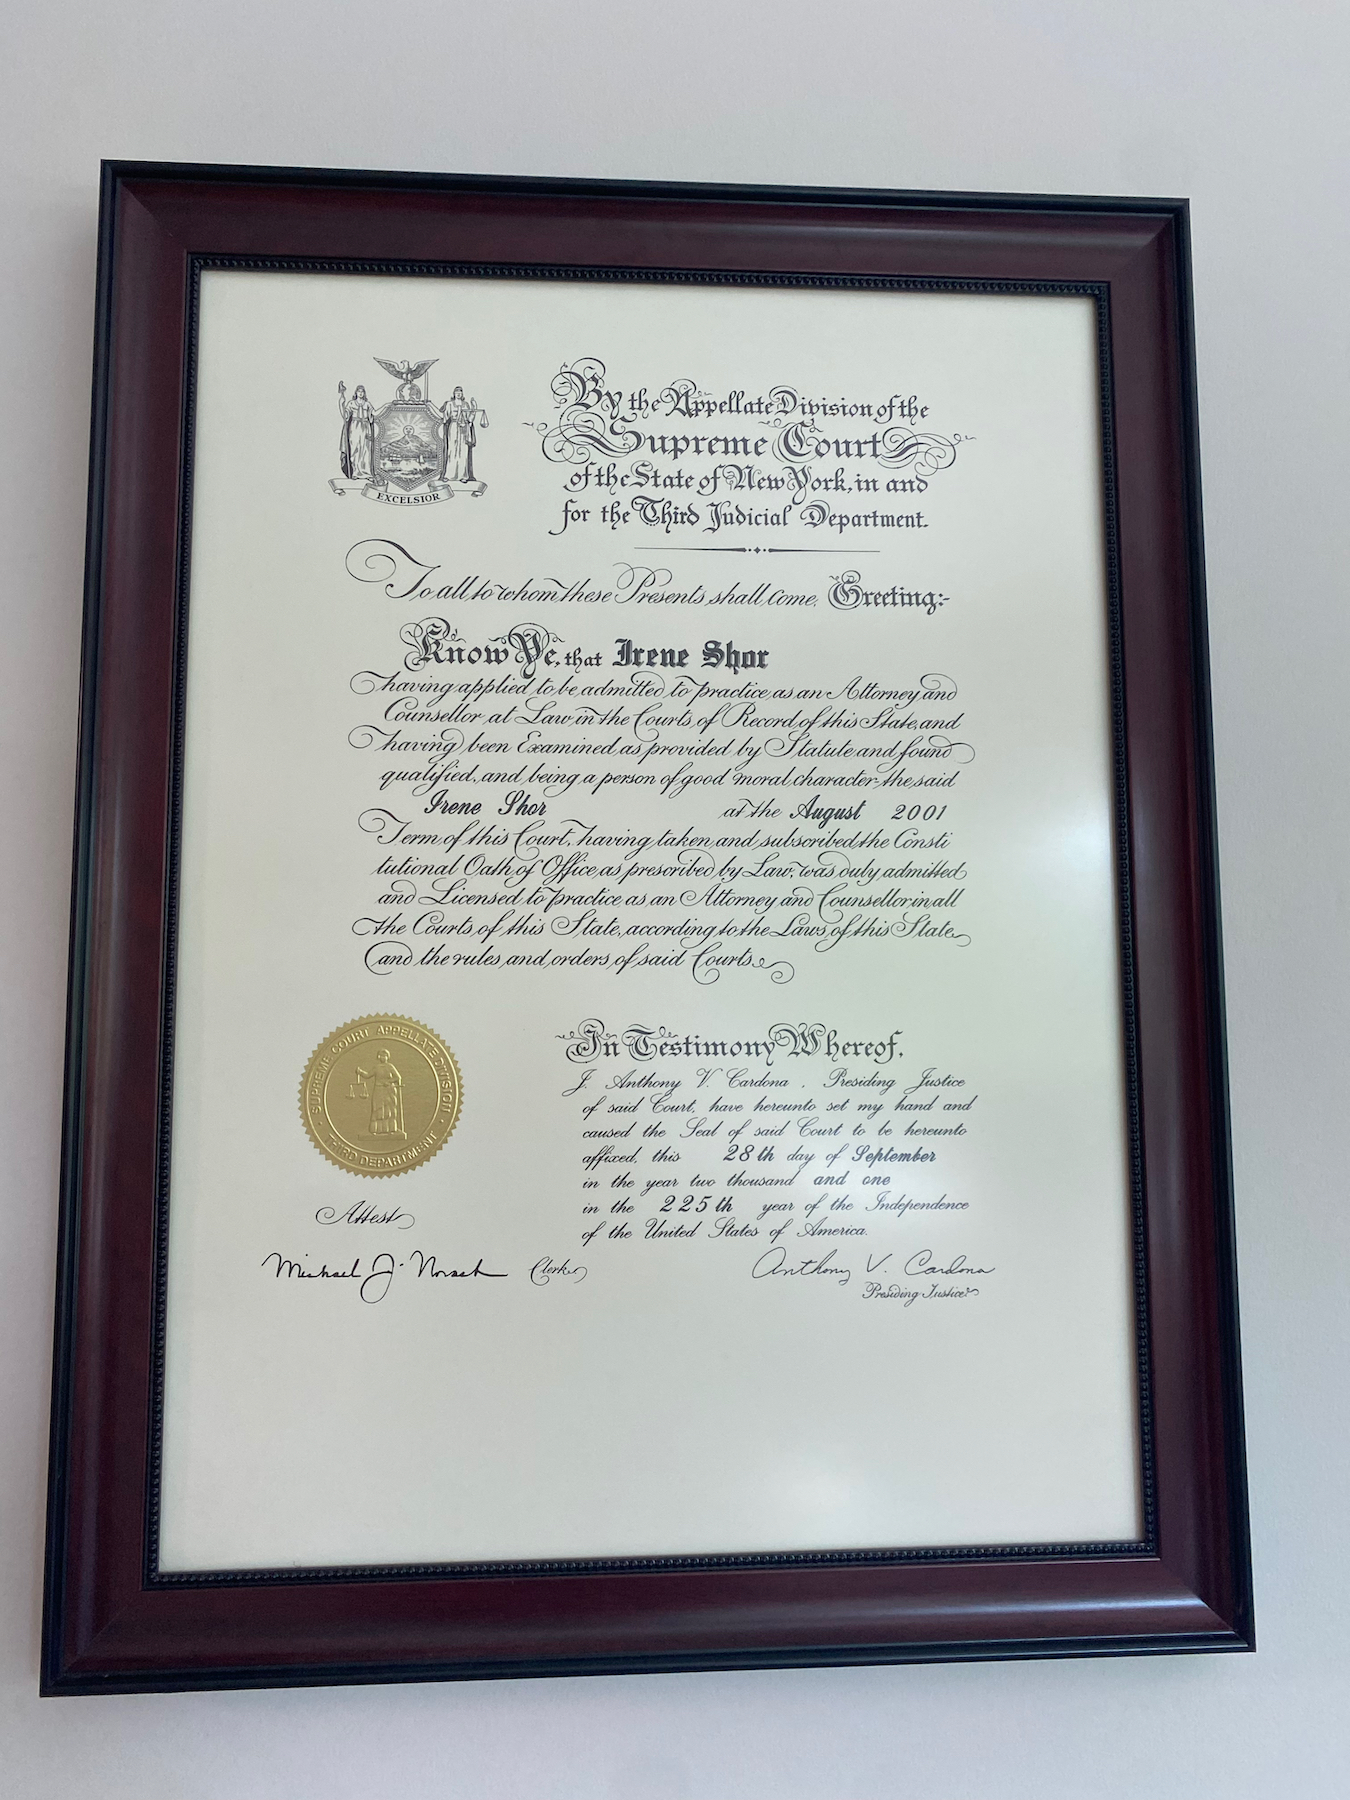 EXCELSIOR
By the Appellate Division of the
Supreme Court
of the State of New York, in and
for the Third Judicial Department.
To all to whom these Presents shall come, Greeting:-
Know Ye, that Irene Shor
having applied to be admitted to practice as an Attorney and
Counsellor at Law in the Courts of Record of this State, and
having been Examined as provided by Statute and found
qualified, and being a person of good moral character, the said
Irene Shor at the August 2001
Term of this Court, having taken and subscribed the Consti
tutional Oath of Office as prescribed by Law, was duly admitted
and Licensed to practice as an Attorney and Counsellor in all
the Courts of this State, according to the Laws of this State
and the rules and orders of said Courts.
SUPREME COURT APPELLATE DIVISION
THIRD DEPARTMENT
Attest
Michael J. Novack Clerk
In Testimony Whereof,
I, Anthony V. Cardona, Presiding Justice
of said Court, have hereunto set my hand and
caused the Seal of said Court to be hereunto
affixed, this 28th day of September
in the year two thousand and one
in the 225th year of the Independence
of the United States of America.
Anthony V. Cardona
Presiding Justice